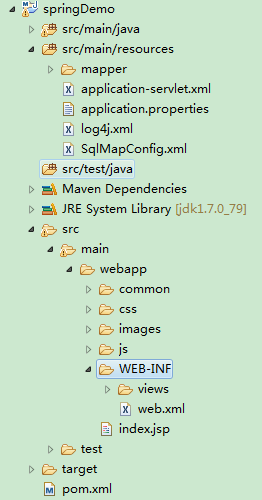 springDemo
src/main/java
src/main/resources
mapper
application-servlet.xml
application.properties
log4j.xml
SqlMapConfig.xml
src/test/java
Maven Dependencies
JRE System Library [jdk1.7.0_79]
src
main
webapp
common
css
images
js
WEB-INF
views
web.xml
index.jsp
test
target
pom.xml